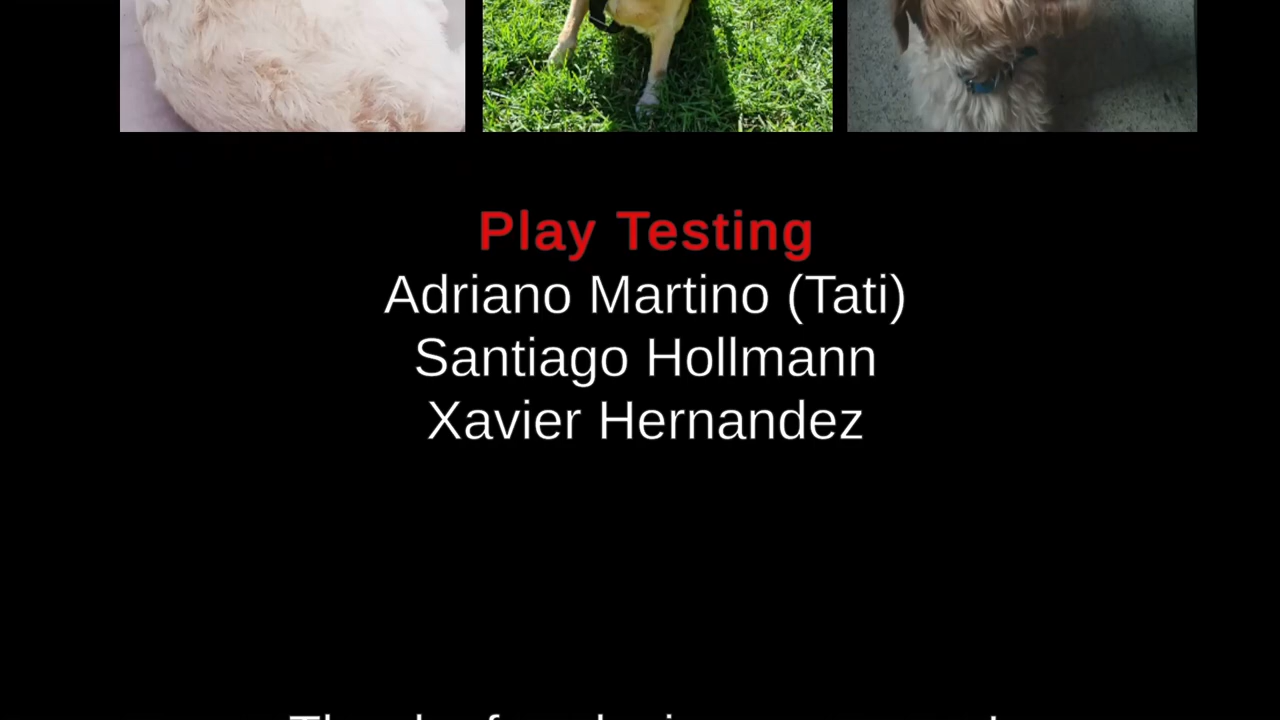 Play Testing
Adriano Martino (Tati)
Santiago Hollmann
Xavier Hernandez